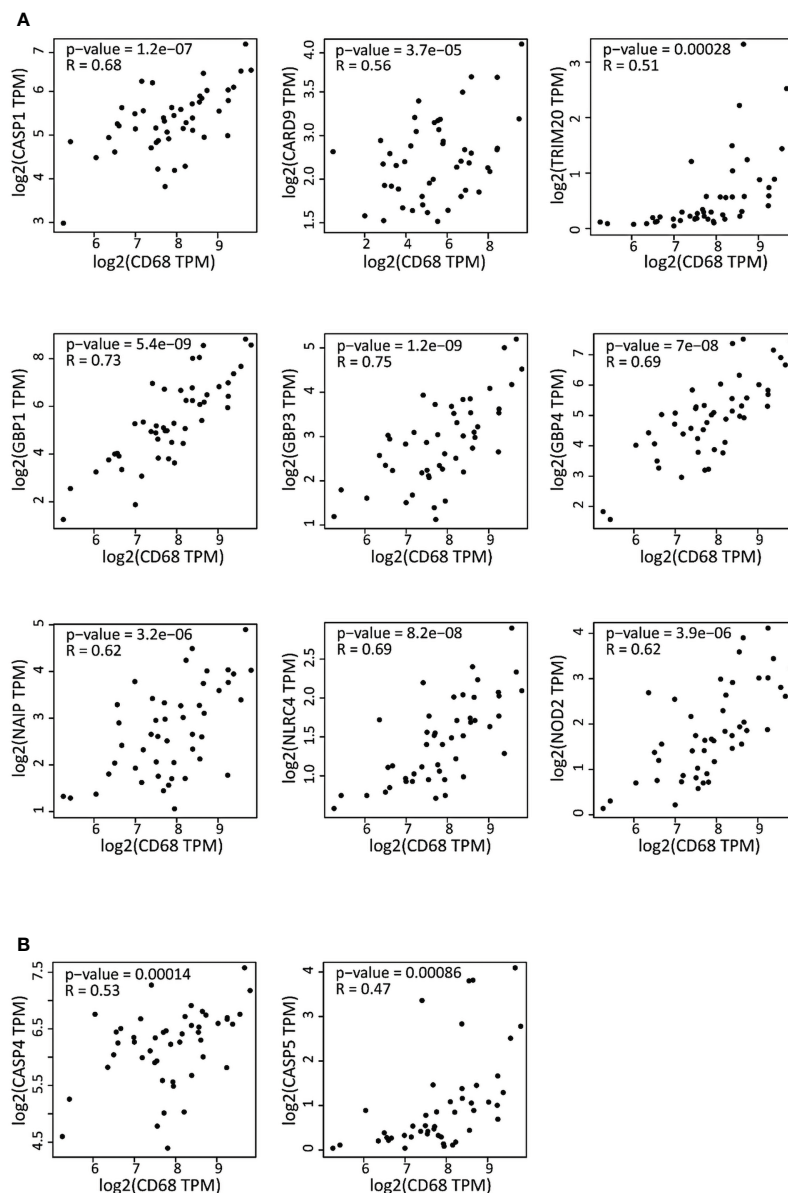 A
p-value = 1.2e-07
R = 0.68
log2(CASP1 TPM)
7
6
5
4
3
6 7 8 9
log2(CD68 TPM)
p-value = 3.7e-05
R = 0.56
log2(CARD9 TPM)
4.0
3.5
3.0
2.5
2.0
1.5
2 4 6 8
log2(CD68 TPM)
p-value = 0.00028
R = 0.51
log2(TRIM20 TPM)
3
2
1
0
6 7 8 9
log2(CD68 TPM)
p-value = 5.4e-09
R = 0.73
log2(GBP1 TPM)
8
6
4
2
6 7 8 9
log2(CD68 TPM)
p-value = 1.2e-09
R = 0.75
log2(GBP3 TPM)
5
4
3
2
1
6 7 8 9
log2(CD68 TPM)
p-value = 7e-08
R = 0.69
log2(GBP4 TPM)
7
6
5
4
3
2
6 7 8 9
log2(CD68 TPM)
p-value = 3.2e-06
R = 0.62
log2(NAIP TPM)
5
4
3
2
1
6 7 8 9
log2(CD68 TPM)
p-value = 8.2e-08
R = 0.69
log2(NLRC4 TPM)
2.5
2.0
1.5
1.0
6 7 8 9
log2(CD68 TPM)
p-value = 3.9e-06
R = 0.62
log2(NOD2 TPM)
4
3
2
1
0
6 7 8 9
log2(CD68 TPM)
B
p-value = 0.00014
R = 0.53
log2(CASP4 TPM)
7.5
6.5
5.5
4.5
6 7 8 9
log2(CD68 TPM)
p-value = 0.00086
R = 0.47
log2(CASP5 TPM)
4
3
2
1
0
6 7 8 9
log2(CD68 TPM)